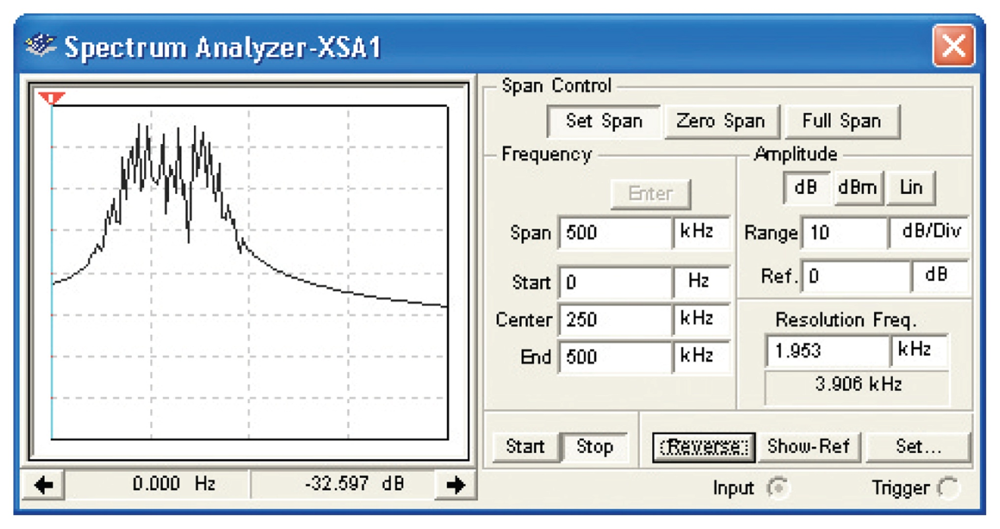 Spectrum Analyzer-XSA1
1
Span Control
Set Span Zero Span Full Span
Frequency
Enter
Span 500 kHz
Start 0 Hz
Center 250 kHz
End 500 kHz
Amplitude
dB dBm Lin
Range 10 dB/Div
Ref. 0 dB
Resolution Freq.
1.953 kHz
3.906 kHz
Start Stop Reverse Show-Ref Set...
0.000 Hz -32.597 dB
Input Trigger